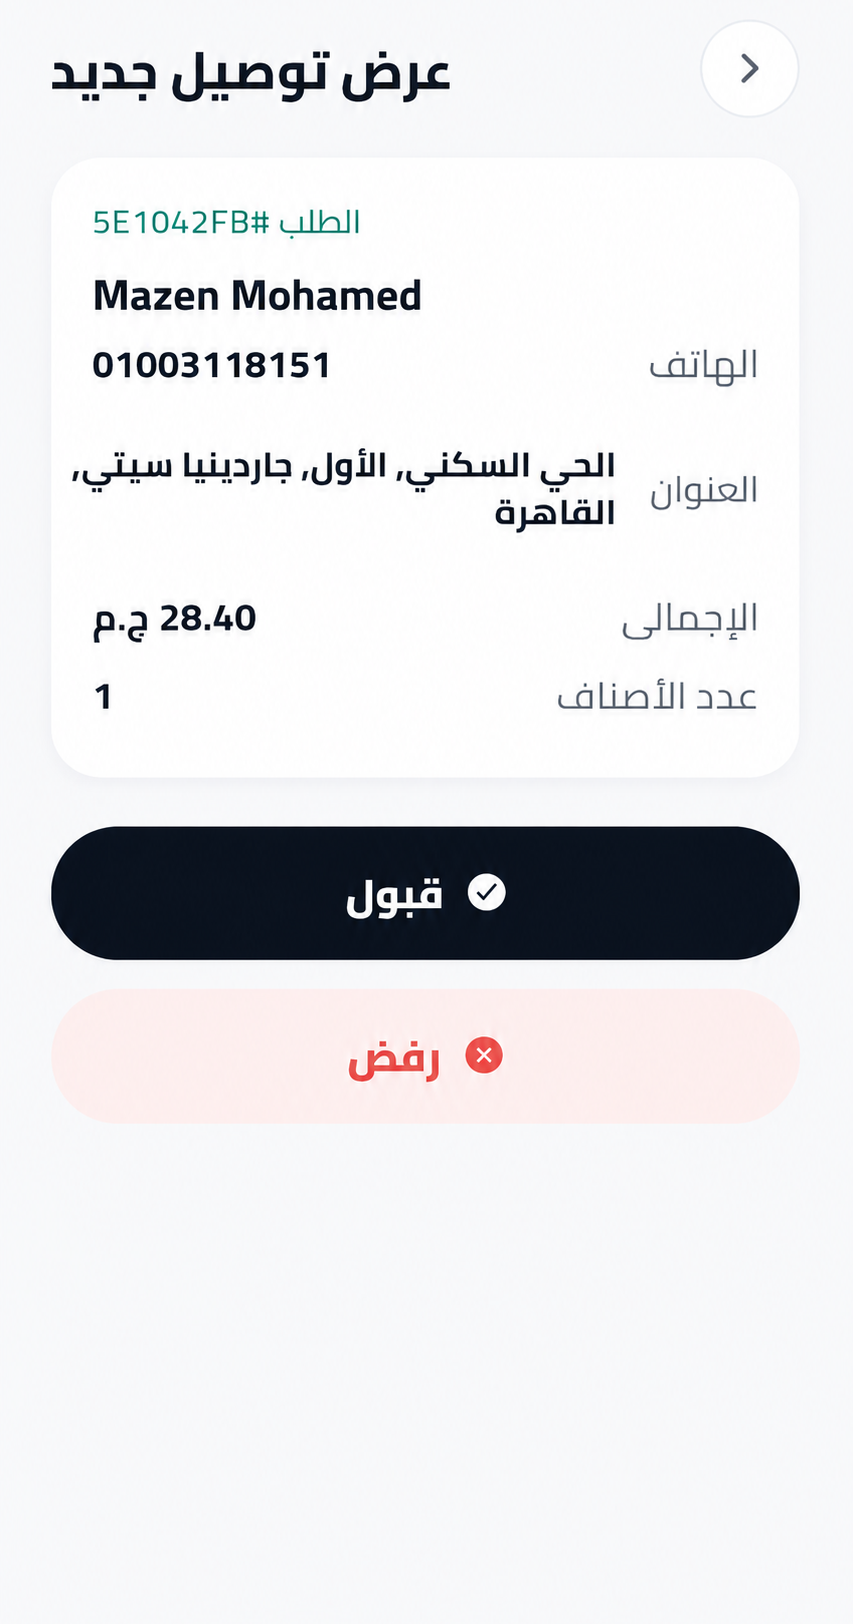 عرض توصيل جديد
الطلب #5E1042FB
Mazen Mohamed
الهاتف 01003118151
العنوان الحي السكني, الأول, جاردينيا سيتي,
القاهرة
الإجمالى 28.40 ج.م
عدد الأصناف 1
قبول
رفض